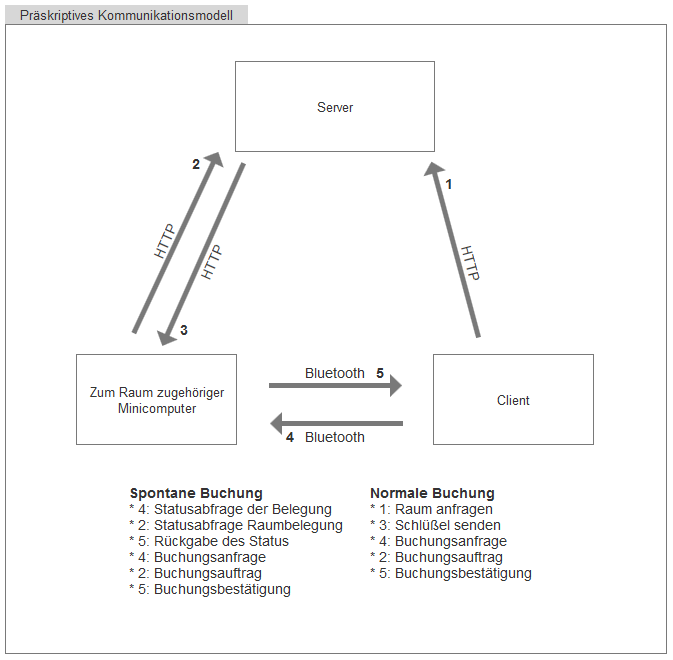 Präskriptives Kommunikationsmodell
Server
2
1
HTTP
HTTP
HTTP
3
Bluetooth 5
Zum Raum zugehöriger
Minicomputer
Client
4 Bluetooth
Spontane Buchung
* 4: Statusabfrage der Belegung
* 2: Statusabfrage Raumbelegung
* 5: Rückgabe des Status
* 4: Buchungsanfrage
* 2: Buchungsauftrag
* 5: Buchungsbestätigung
Normale Buchung
* 1: Raum anfragen
* 3: Schlüßel senden
* 4: Buchungsanfrage
* 2: Buchungsauftrag
* 5: Buchungsbestätigung